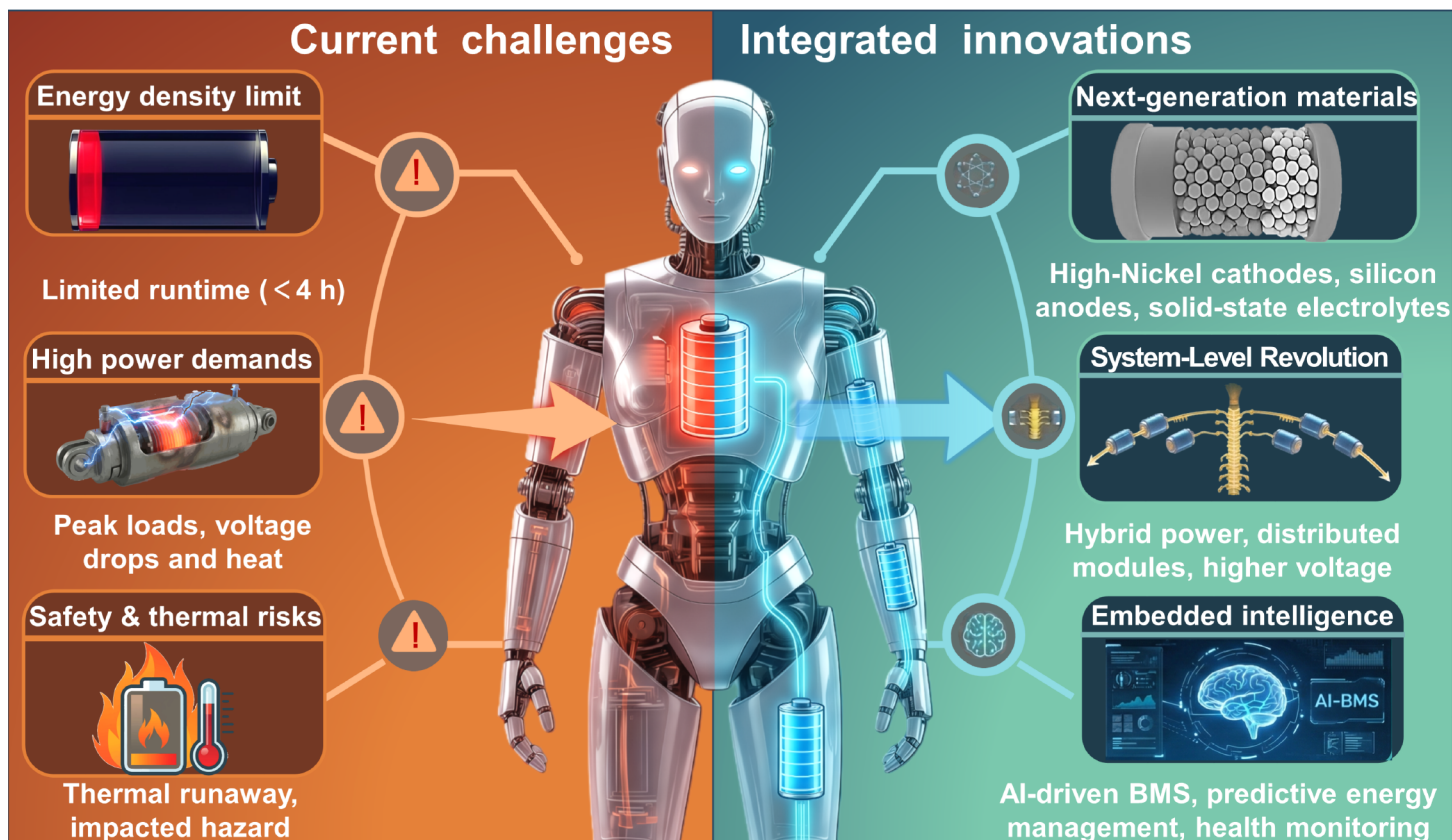 Current challenges
Integrated innovations
Energy density limit
Limited runtime (＜4 h)
High power demands
Peak loads, voltage
drops and heat
Safety & thermal risks
Thermal runaway,
impacted hazard
Next-generation materials
High-Nickel cathodes, silicon
anodes, solid-state electrolytes
System-Level Revolution
Hybrid power, distributed
modules, higher voltage
Embedded intelligence
AI-BMS
AI-driven BMS, predictive energy
management, health monitoring